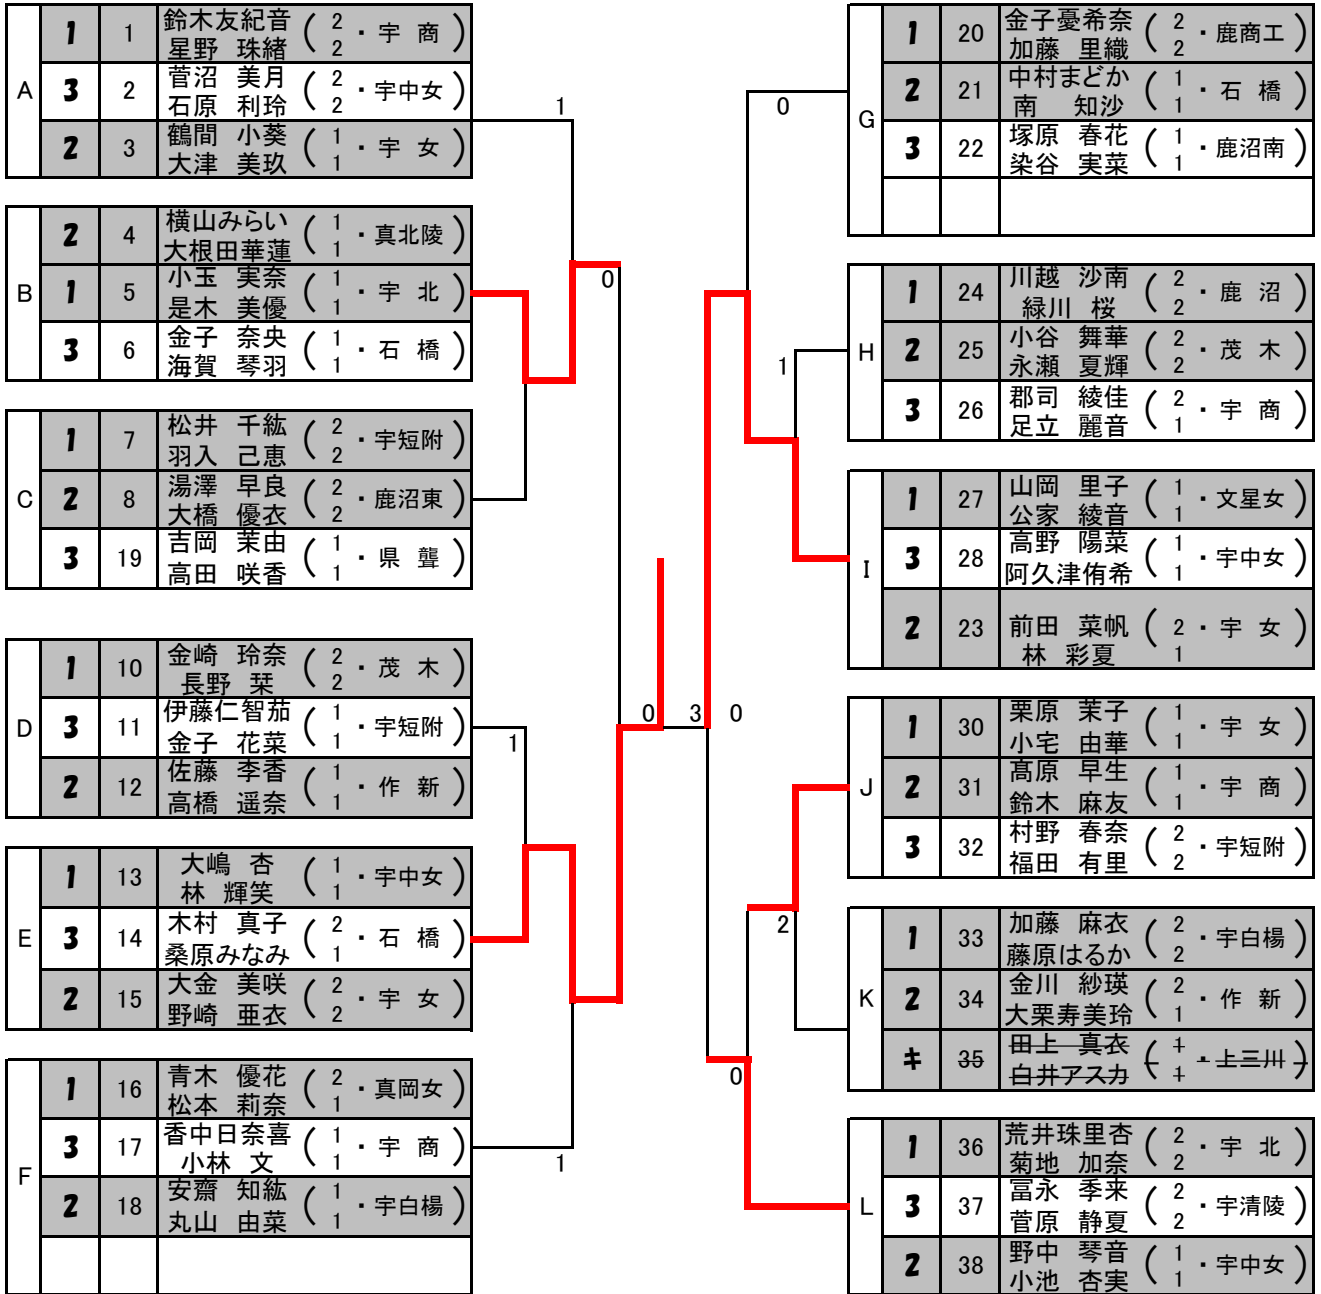 A
1 1 鈴木友紀音 ( 2 ・宇 商 )
星野 珠緒 2
3 2 菅沼 美月 ( 2 ・宇中女 )
石原 利玲 2
2 3 鶴間 小葵 ( 1 ・宇 女 )
大津 美玖 1
B
2 4 横山みらい ( 1 ・真北陵 )
大根田華蓮 1
1 5 小玉 実奈 ( 1 ・宇 北 )
是木 美優 1
3 6 金子 奈央 ( 1 ・石 橋 )
海賀 琴羽 1
C
1 7 松井 千紘 ( 2 ・宇短附 )
羽入 己恵 2
2 8 湯澤 早良 ( 2 ・鹿沼東 )
大橋 優衣 2
3 19 吉岡 茉由 ( 1 ・県 聾 )
高田 咲香 1
D
1 10 金崎 玲奈 ( 2 ・茂 木 )
長野 栞 2
3 11 伊藤仁智茄 ( 1 ・宇短附 )
金子 花菜 1
2 12 佐藤 李香 ( 1 ・作 新 )
高橋 遥奈 1
E
1 13 大嶋 杏 ( 1 ・宇中女 )
林 輝笑 1
3 14 木村 真子 ( 2 ・石 橋 )
桑原みなみ 1
2 15 大金 美咲 ( 2 ・宇 女 )
野崎 亜衣 2
F
1 16 青木 優花 ( 2 ・真岡女 )
松本 莉奈 1
3 17 香中日奈喜 ( 1 ・宇 商 )
小林 文 1
2 18 安齋 知紘 ( 1 ・宇白楊 )
丸山 由菜 1
1
0
1
1
0 3 0
0
1
2
0
G
1 20 金子憂希奈 ( 2 ・鹿商工 )
加藤 里織 2
2 21 中村まどか ( 1 ・石 橋 )
南 知沙 1
3 22 塚原 春花 ( 1 ・鹿沼南 )
染谷 実菜 1
H
1 24 川越 沙南 ( 2 ・鹿 沼 )
緑川 桜 2
2 25 小谷 舞華 ( 2 ・茂 木 )
永瀬 夏輝 2
3 26 郡司 綾佳 ( 2 ・宇 商 )
足立 麗音 1
I
1 27 山岡 里子 ( 1 ・文星女 )
公家 綾音 1
3 28 高野 陽菜 ( 1 ・宇中女 )
阿久津侑希 1
2 23 前田 菜帆 ( 2 ・宇 女 )
林 彩夏 1
J
1 30 栗原 茉子 ( 1 ・宇 女 )
小宅 由華 1
2 31 髙原 早生 ( 1 ・宇 商 )
鈴木 麻友 1
3 32 村野 春奈 ( 2 ・宇短附 )
福田 有里 2
K
1 33 加藤 麻衣 ( 2 ・宇白楊 )
藤原はるか 2
2 34 金川 紗瑛 ( 2 ・作 新 )
大栗寿美玲 1
キ 35 田上 真衣 ( 1 ・上三川 )
白井アスカ 1
L
1 36 荒井珠里杏 ( 2 ・宇 北 )
菊地 加奈 2
3 37 冨永 季来 ( 2 ・宇清陵 )
菅原 静夏 2
2 38 野中 琴音 ( 1 ・宇中女 )
小池 杏実 1